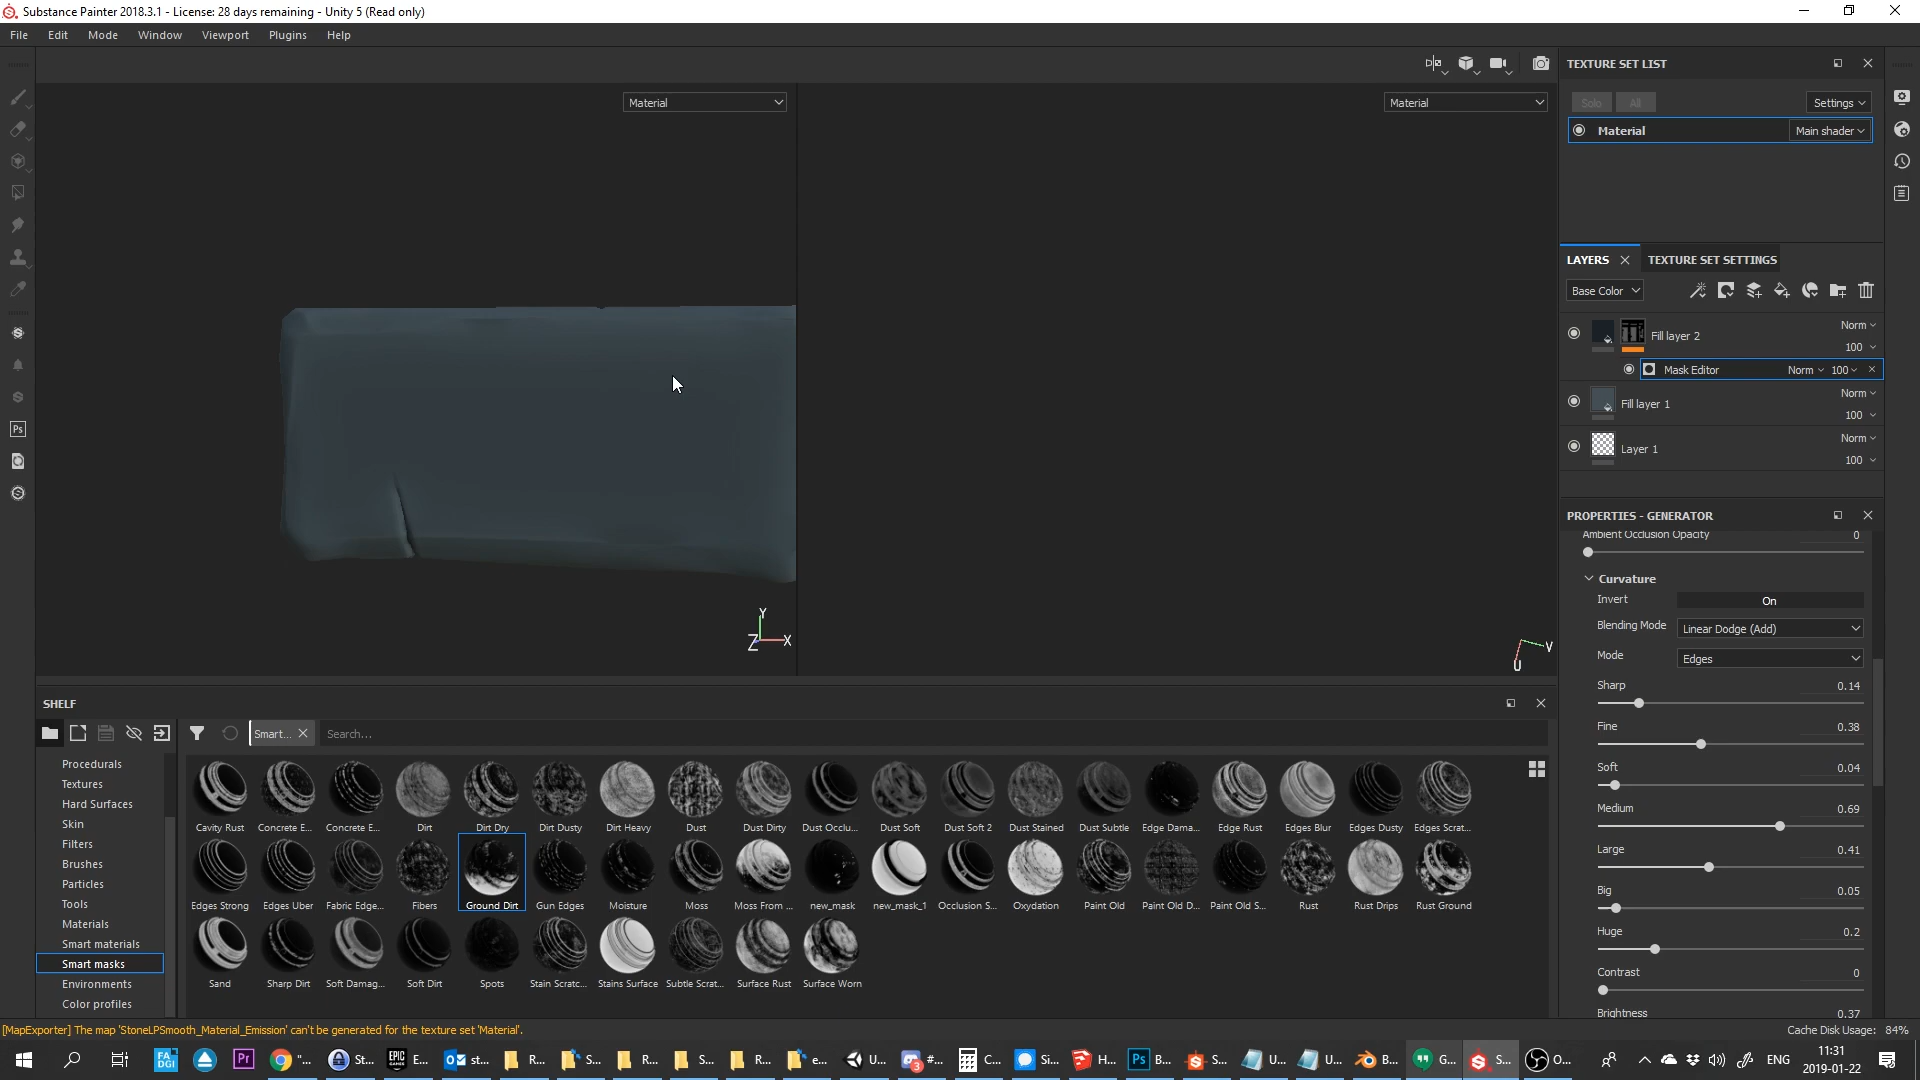 Substance Painter 2018.3.1 - License: 28 days remaining - Unity 5 (Read only)
File Edit Mode Window Viewport Plugins Help
TEXTURE SET LIST
Material Material
Solo All Settings
Material Main shader
LAYERS TEXTURE SET SETTINGS
Base Color
Fill layer 2 Norm
100
Mask Editor Norm 100
Fill layer 1 Norm
100
Layer 1 Norm
100
PROPERTIES - GENERATOR
Ambient Occlusion Opacity 0
Curvature
Invert On
Blending Mode Linear Dodge (Add)
Mode Edges
Sharp 0.14
Fine 0.38
Soft 0.04
Medium 0.69
Large 0.41
Big 0.05
Huge 0.2
Contrast 0
Brightness 0.37
Y
Z X
V
U
Ps
SHELF
Smart... Search...
Procedurals
Textures
Hard Surfaces
Skin
Filters
Brushes
Particles
Tools
Materials
Smart materials
Smart masks
Environments
Color profiles
Cavity Rust Concrete E... Concrete E... Dirt Dirt Dry Dirt Dusty Dirt Heavy Dust Dust Dirty Dust Occlu... Dust Soft Dust Soft 2 Dust Stained Dust Subtle Edge Dama... Edge Rust Edges Blur Edges Dusty Edges Scrat...
Edges Strong Edges Uber Fabric Edge... Fibers Ground Dirt Gun Edges Moisture Moss Moss From ... new_mask new_mask_1 Occlusion S... Oxydation Paint Old Paint Old D... Paint Old S... Rust Rust Drips Rust Ground
Sand Sharp Dirt Soft Damag... Soft Dirt Spots Stain Scratc... Stains Surface Subtle Scrat... Surface Rust Surface Worn
[MapExporter] The map 'StoneLPSmooth_Material_Emission' can't be generated for the texture set 'Material'.
Cache Disk Usage: 84%
FA DGI Pr "... St... EPIC GAMES E... st... R... S... R... S... R... e... U... 3 #... C... Si... H... Ps B... S... U... U... B... G... S... O... ENG 11:31
2019-01-22